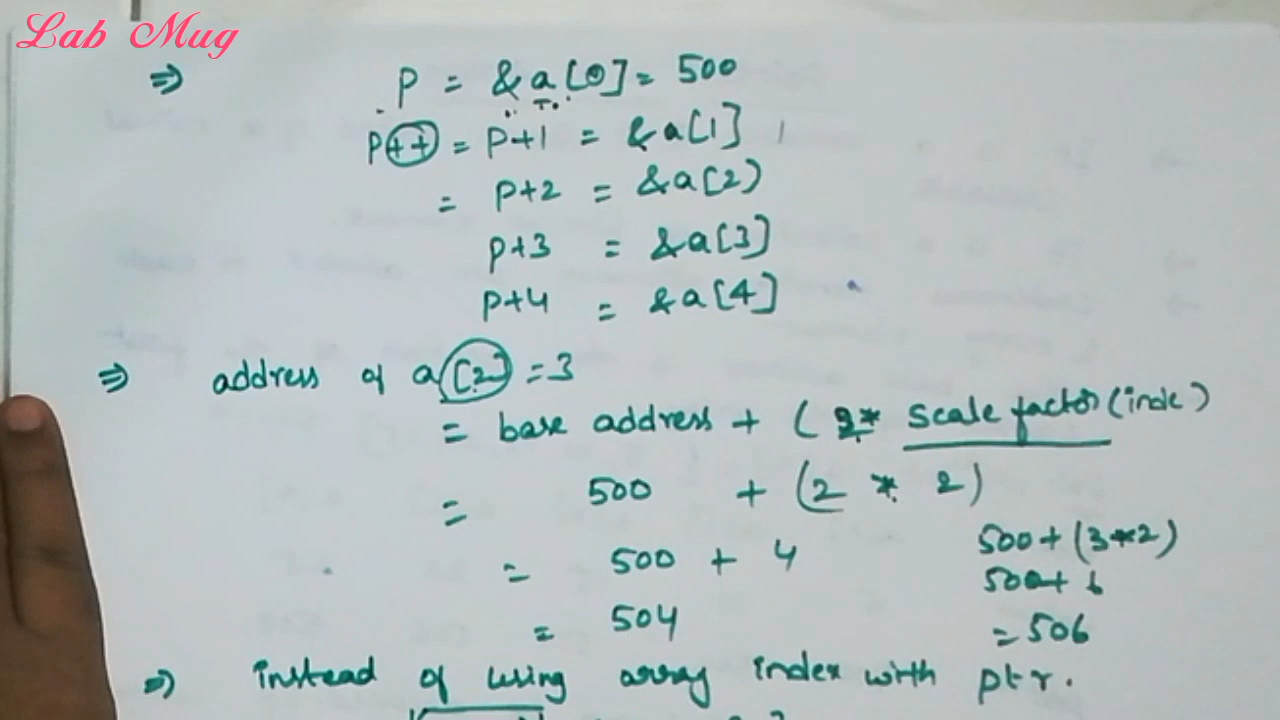 Lab Mug
⇒ P = &a[0] = 500
P++ = P+1 = &a[1]
= P+2 = &a[2)
P+3 = &a[3]
P+4 = &a[4]
⇒ address of a[2] = 3
= base address + ( 2* Scale factor (inde)
= 500 + (2 * 2)
= 500 + 4
500+(3*2)
500+ 6
= 504
= 506
⇒ instead of using array index with ptr.